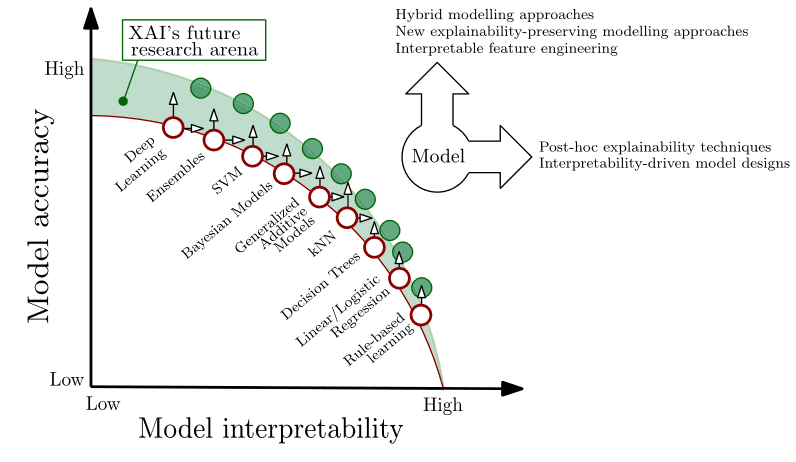 XAI's future
research arena
Hybrid modelling approaches
New explainability-preserving modelling approaches
Interpretable feature engineering
Model
Post-hoc explainability techniques
Interpretability-driven model designs
High
Model accuracy
Low
Deep
Learning
Ensembles
SVM
Bayesian Models
Generalized
Additive
Models
kNN
Decision Trees
Linear/Logistic
Regression
Rule-based
learning
Low
High
Model interpretability